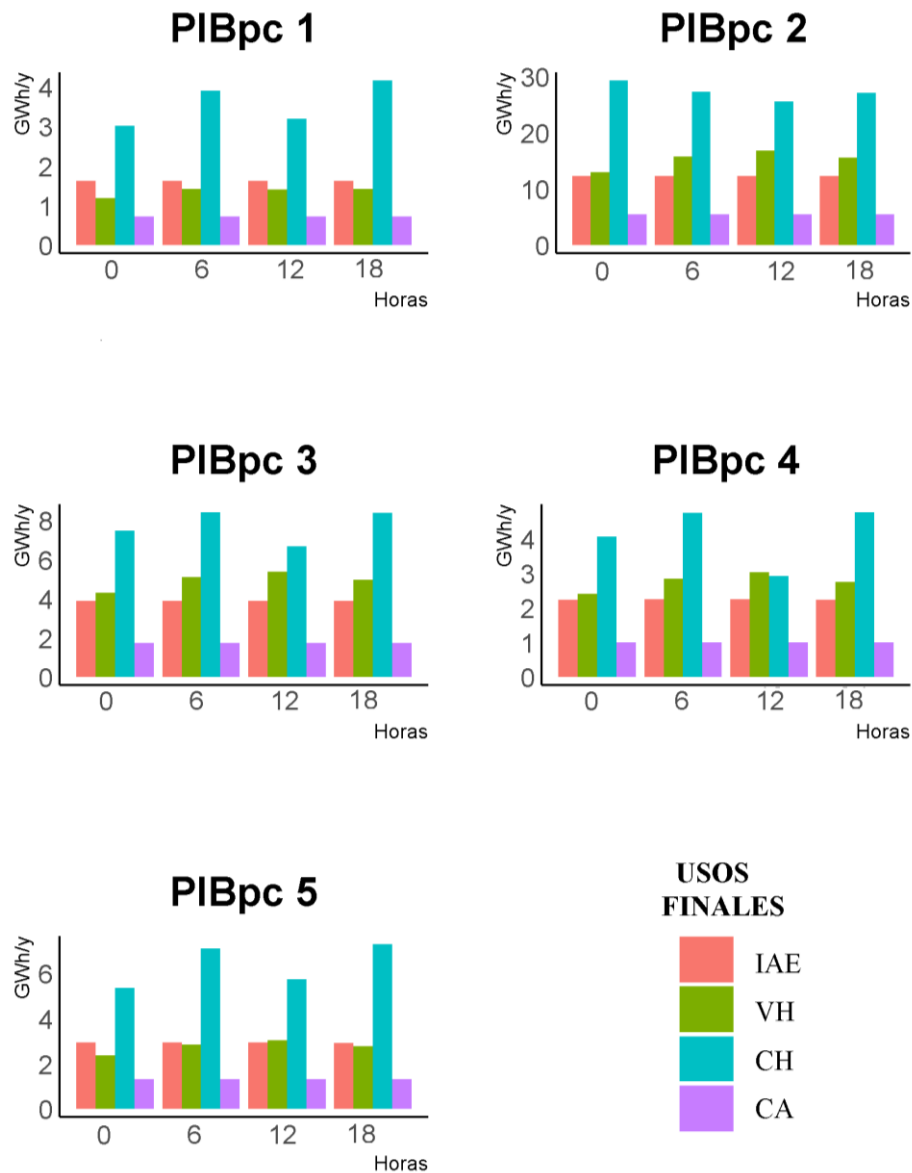 PIBpc 1
GWh/y
4
3
2
1
0
0 6 12 18
Horas
PIBpc 2
GWh/y
30
20
10
0
0 6 12 18
Horas
PIBpc 3
GWh/y
8
6
4
2
0
0 6 12 18
Horas
PIBpc 4
GWh/y
4
3
2
1
0
0 6 12 18
Horas
PIBpc 5
GWh/y
6
4
2
0
0 6 12 18
Horas
USOS
FINALES
IAE
VH
CH
CA